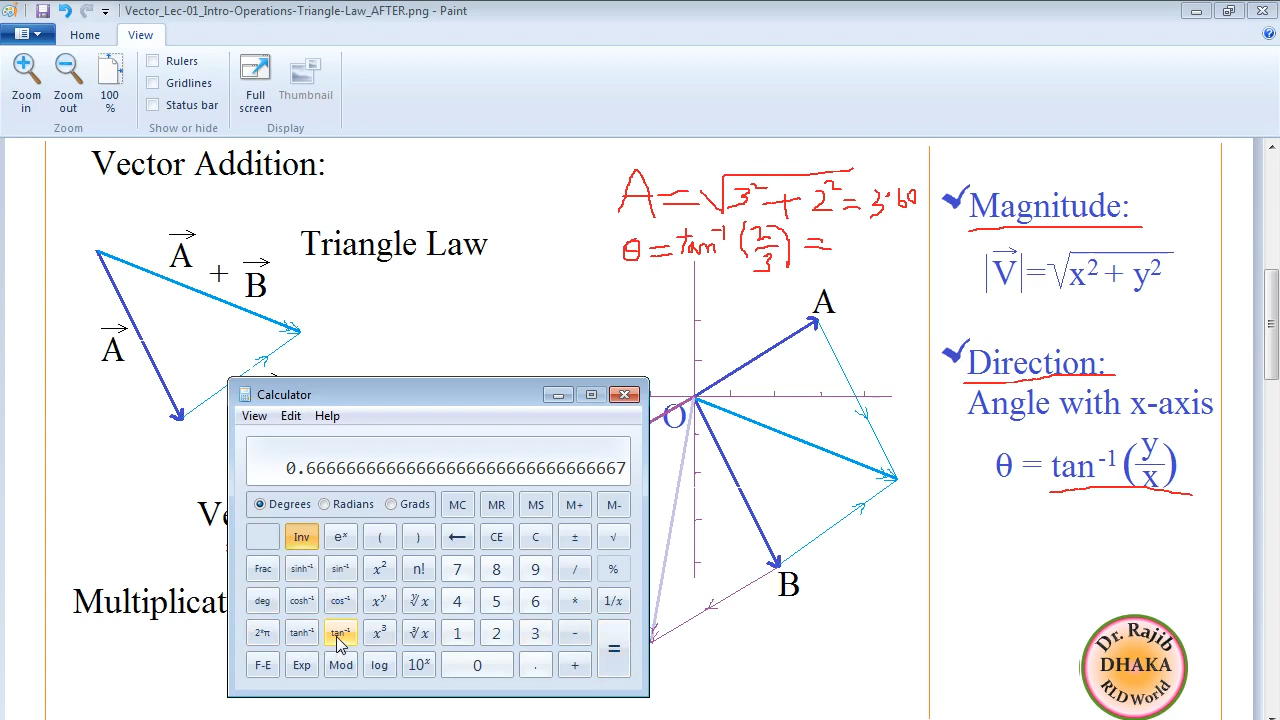 Vector_Lec-01_Intro-Operations-Triangle-Law_AFTER.png - Paint
Home View
Zoom in
Zoom out
100 %
Rulers
Gridlines
Status bar
Full screen
Thumbnail
Zoom
Show or hide
Display
Vector Addition:
Triangle Law
A + B
A
A = √3² + 2² = 3.60
θ = tan⁻¹ (2/3) =
A
O
B
Multiplicat
Magnitude:
|V|=√x² + y²
Direction:
Angle with x-axis
θ = tan⁻¹(y/x)
Calculator
View Edit Help
0.66666666666666666666666666666667
Degrees Radians Grads MC MR MS M+ M-
Inv eˣ ( ) ← CE C ± √
Frac sinh⁻¹ sin⁻¹ x² n! 7 8 9 / %
deg cosh⁻¹ cos⁻¹ xʸ ʸ√x 4 5 6 * 1/x
2*π tanh⁻¹ tan⁻¹ x³ ³√x 1 2 3 - =
F-E Exp Mod log 10ˣ 0 . +
Dr. Rajib
DHAKA
RLD World